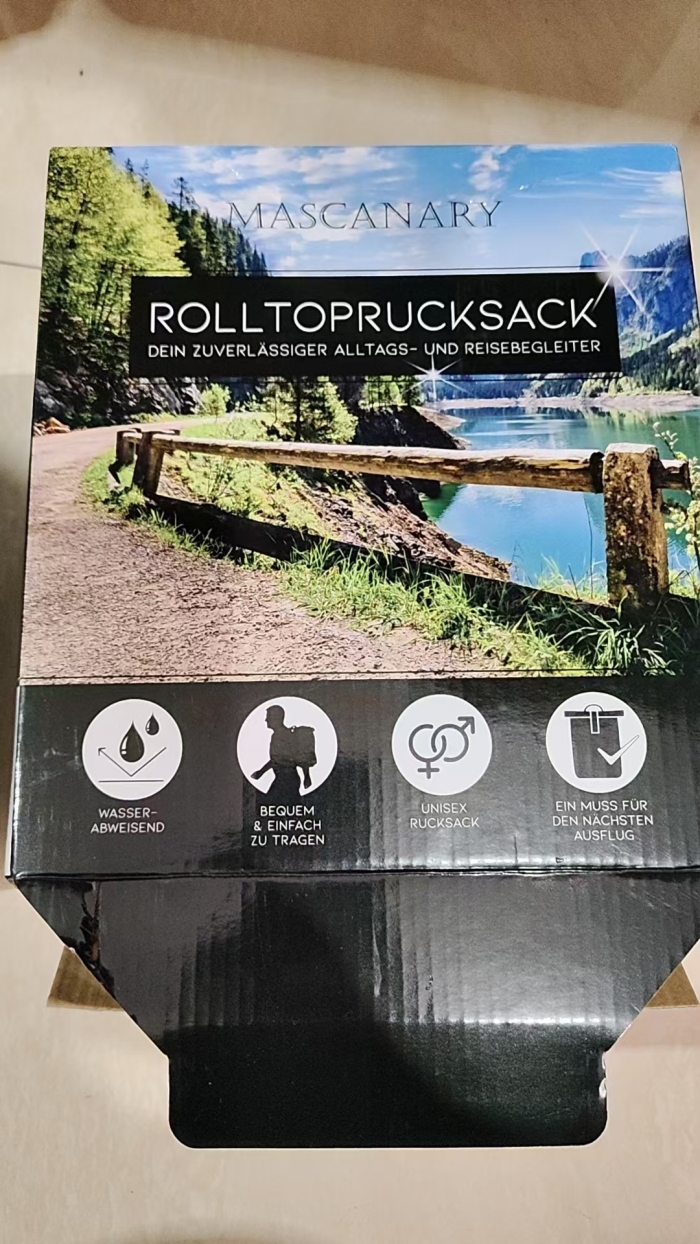 MASCANARY
ROLLTOPRUCKSACK
DEIN ZUVERLÄSSIGER ALLTAGS- UND REISEBEGLEITER
WASSER-
ABWEISEND
BEQUEM
& EINFACH
ZU TRAGEN
UNISEX
RUCKSACK
EIN MUSS FÜR
DEN NÄCHSTEN
AUSFLUG